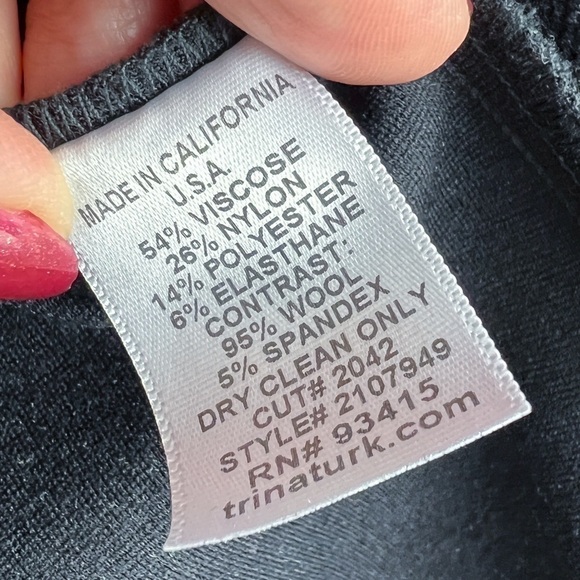 MADE IN CALIFORNIA
U.S.A.
54% VISCOSE
26% NYLON
14% POLYESTER
6% ELASTHANE
CONTRAST:
95% WOOL
5% SPANDEX
DRY CLEAN ONLY
CUT# 2042
STYLE# 2107949
RN# 93415
trinaturk.com